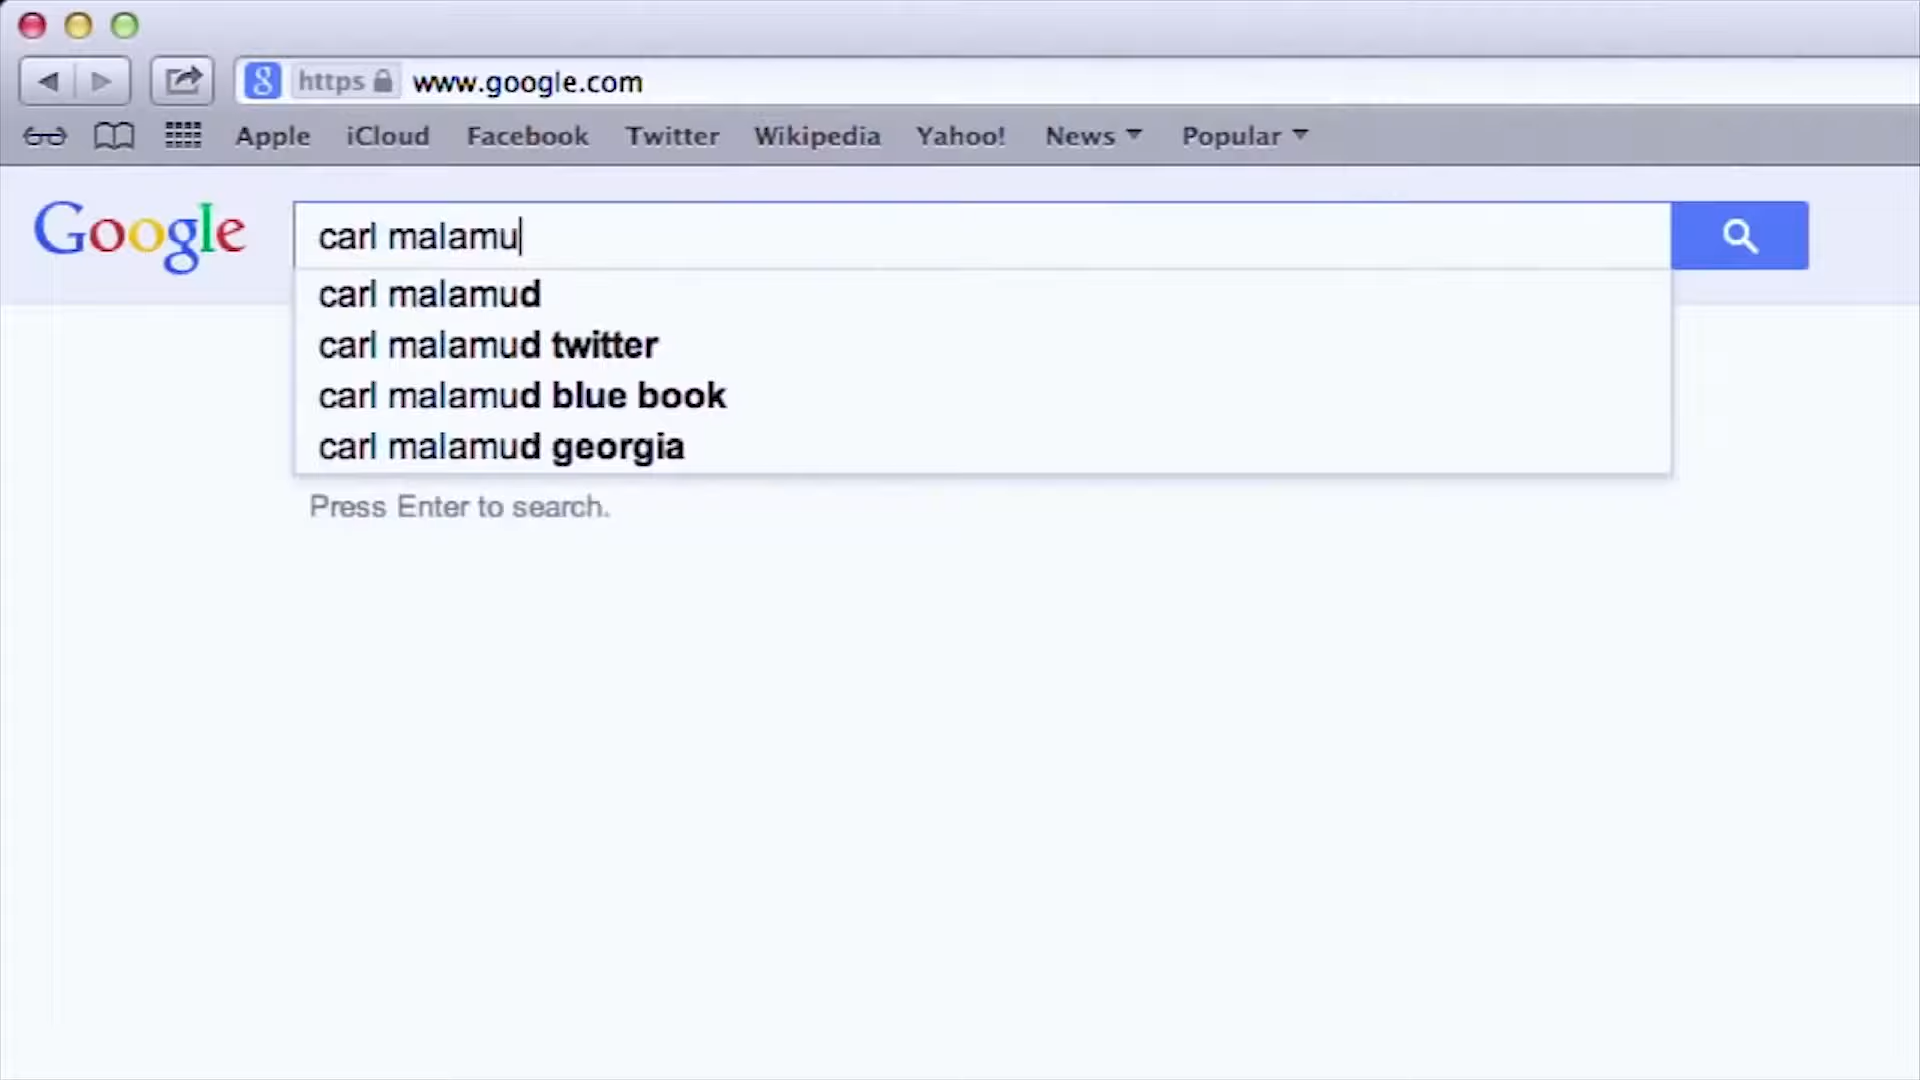 https www.google.com
Apple iCloud Facebook Twitter Wikipedia Yahoo! News Popular
Google carl malamu
carl malamud
carl malamud twitter
carl malamud blue book
carl malamud georgia
Press Enter to search.